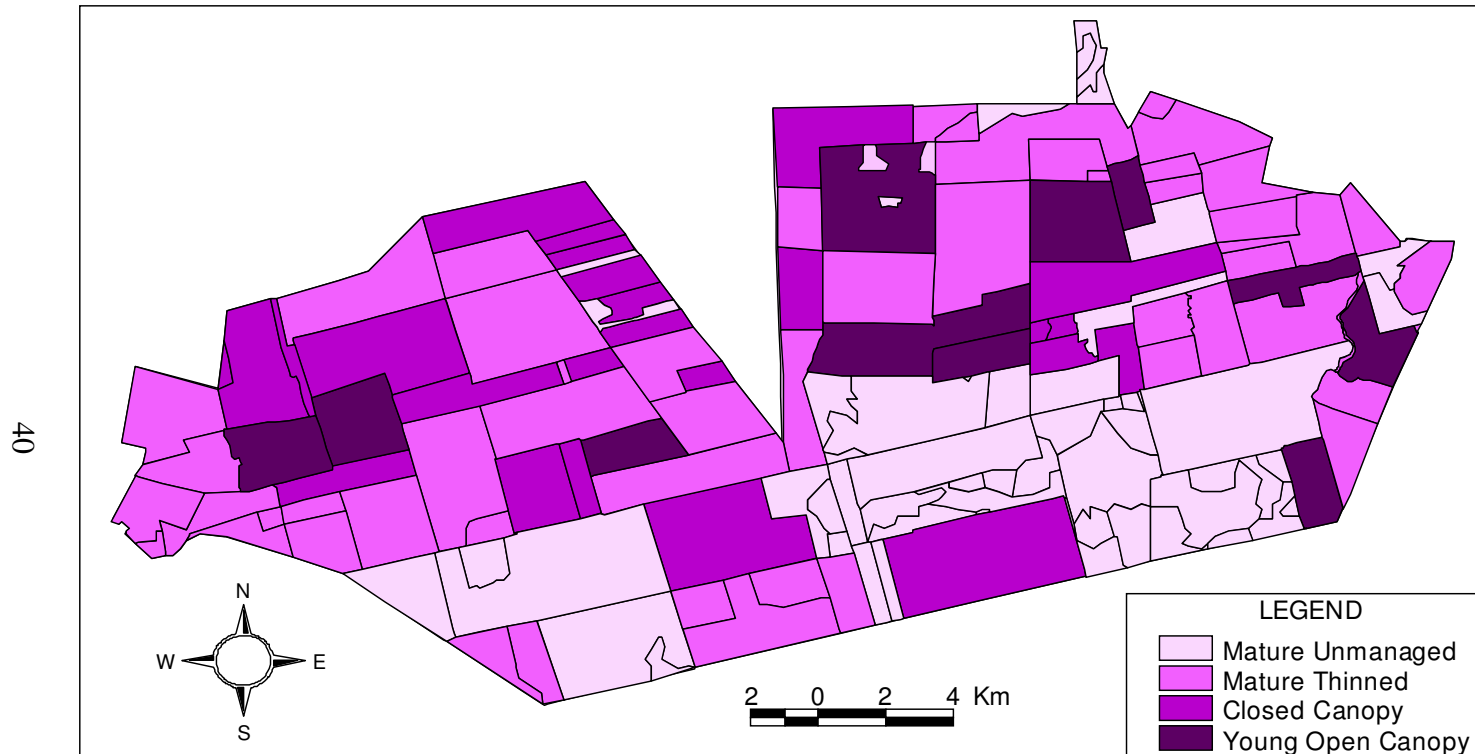 40
N
W E
S
2 0 2 4 Km
LEGEND
Mature Unmanaged
Mature Thinned
Closed Canopy
Young Open Canopy